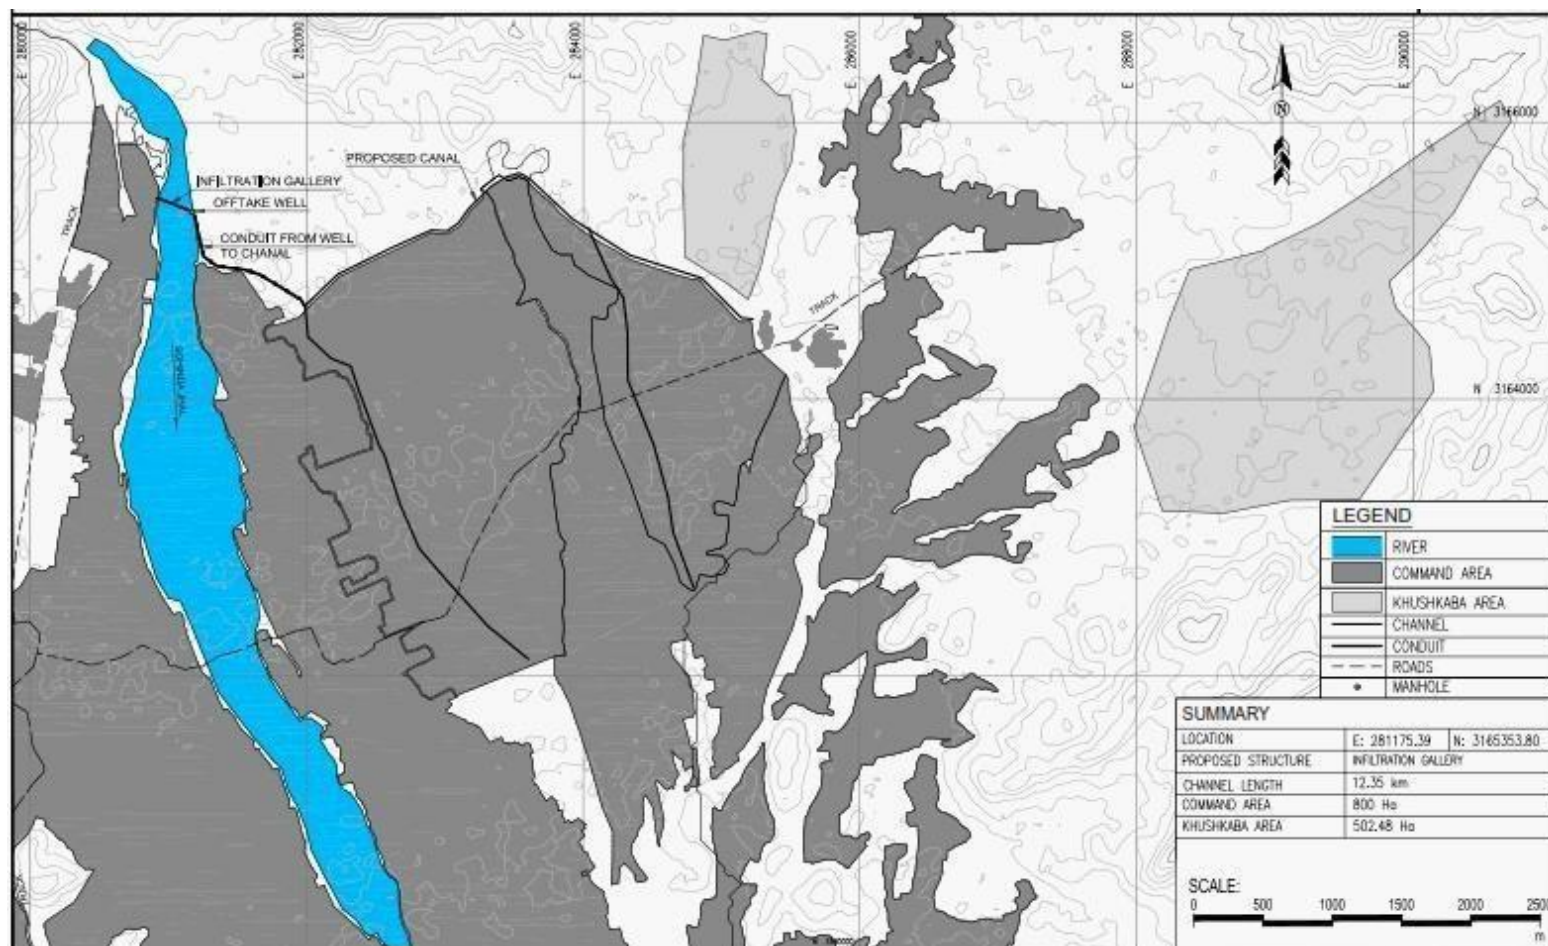 E 280000
E 282000
E 284000
E 286000
E 288000
E 290000
N
N 3166000
PROPOSED CANAL
INFILTRATION GALLERY
OFFTAKE WELL
CONDUIT FROM WELL
TO CHANAL
TRACK
TRACK
N 3164000
LEGEND
RIVER
COMMAND AREA
KHUSHKABA AREA
CHANNEL
CONDUIT
ROADS
MANHOLE
SUMMARY
LOCATION E: 281175.39 N: 3165353.80
PROPOSED STRUCTURE INFILTRATION GALLERY
CHANNEL LENGTH 12.35 km
COMMAND AREA 800 Ha
KHUSHKABA AREA 502.48 Ha
SCALE:
0 500 1000 1500 2000 2500
m